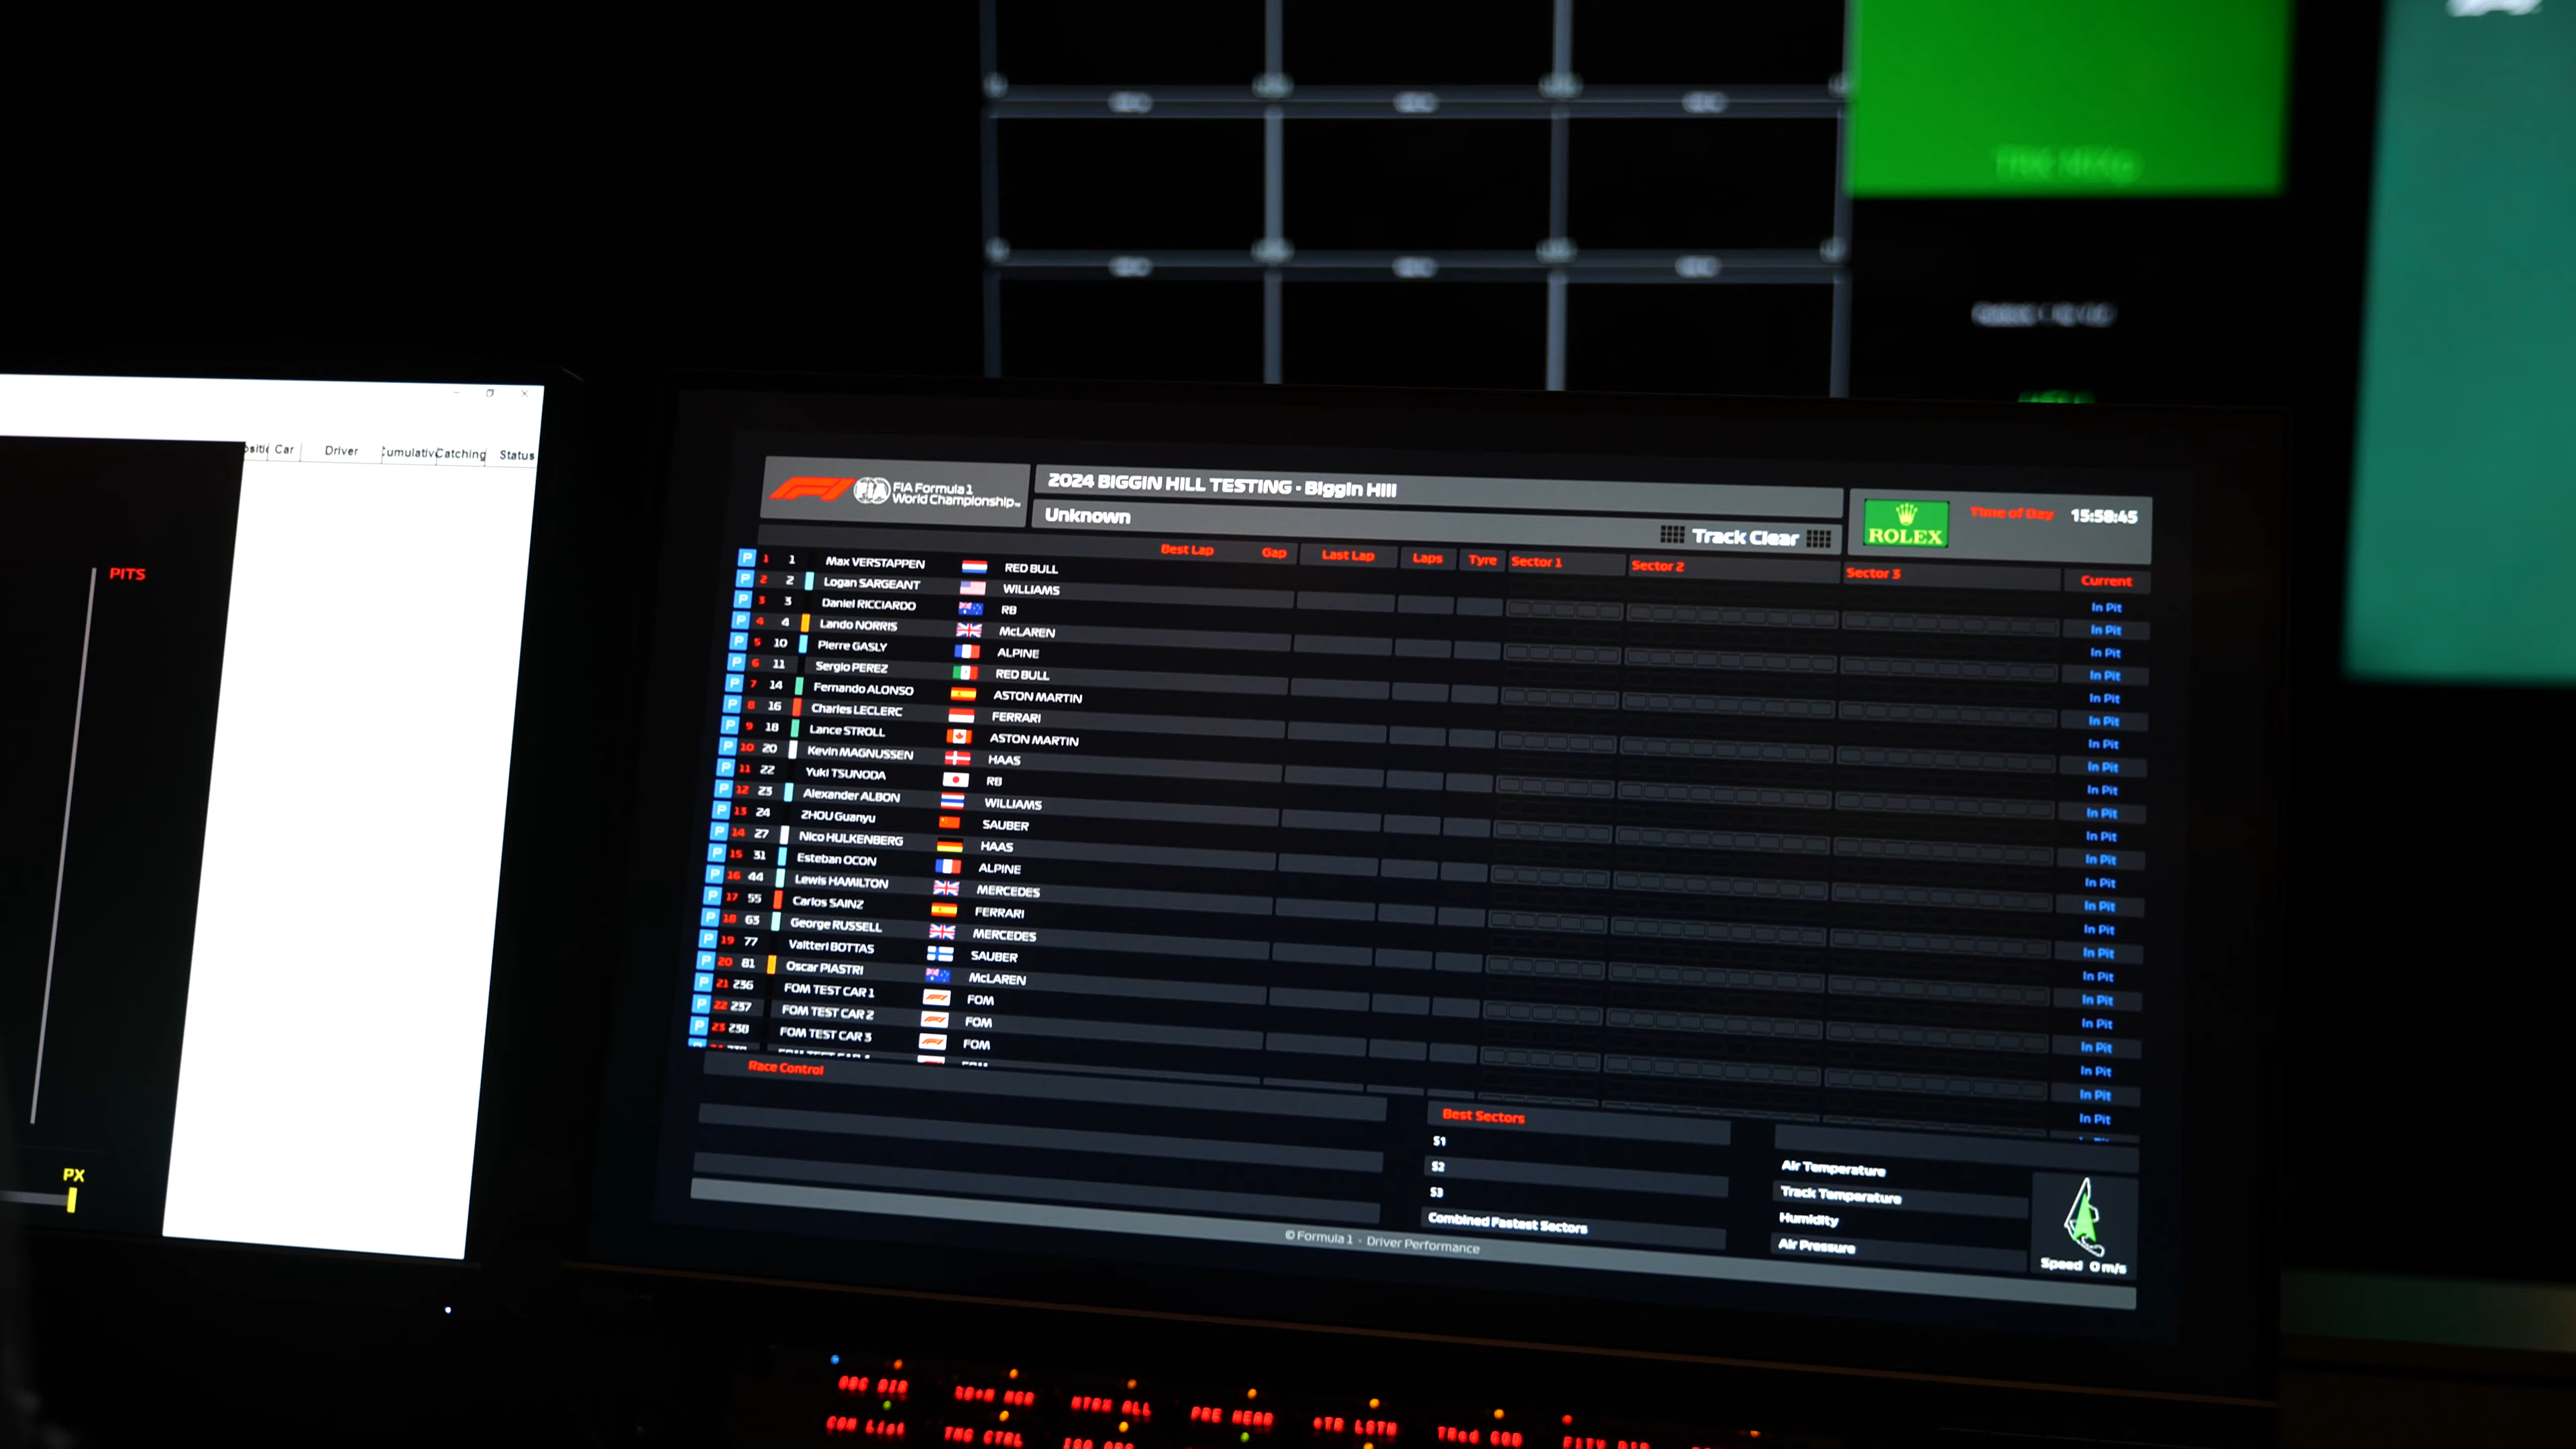 Car Driver Catching Status
PITS
PX
F1 FIA FIA Formula 1
World Championship™
2024 BIGGIN HILL TESTING - Biggin Hill
Unknown
Track Clear
ROLEX
Time of Day 15:58:45
Best Lap Gap Last Lap Laps Tyre Sector 1 Sector 2 Sector 3 Current
P 1 1 Max VERSTAPPEN RED BULL In Pit
P 2 2 Logan SARGEANT WILLIAMS In Pit
P 3 3 Daniel RICCIARDO RB In Pit
P 4 4 Lando NORRIS McLAREN In Pit
P 5 10 Pierre GASLY ALPINE In Pit
P 6 11 Sergio PEREZ RED BULL In Pit
P 7 14 Fernando ALONSO ASTON MARTIN In Pit
P 8 16 Charles LECLERC FERRARI In Pit
P 9 18 Lance STROLL ASTON MARTIN In Pit
P 10 20 Kevin MAGNUSSEN HAAS In Pit
P 11 22 Yuki TSUNODA RB In Pit
P 12 23 Alexander ALBON WILLIAMS In Pit
P 13 24 ZHOU Guanyu SAUBER In Pit
P 14 27 Nico HULKENBERG HAAS In Pit
P 15 31 Esteban OCON ALPINE In Pit
P 16 44 Lewis HAMILTON MERCEDES In Pit
P 17 55 Carlos SAINZ FERRARI In Pit
P 18 63 George RUSSELL MERCEDES In Pit
P 19 77 Valtteri BOTTAS SAUBER In Pit
P 20 81 Oscar PIASTRI McLAREN In Pit
P 21 236 FOM TEST CAR 1 FOM In Pit
P 22 237 FOM TEST CAR 2 FOM In Pit
P 23 238 FOM TEST CAR 3 FOM In Pit
Race Control
Best Sectors
S1
S2
S3
Combined Fastest Sectors
Air Temperature
Track Temperature
Humidity
Air Pressure
Speed 0 m/s
© Formula 1 - Driver Performance
COM List TMG CTRL